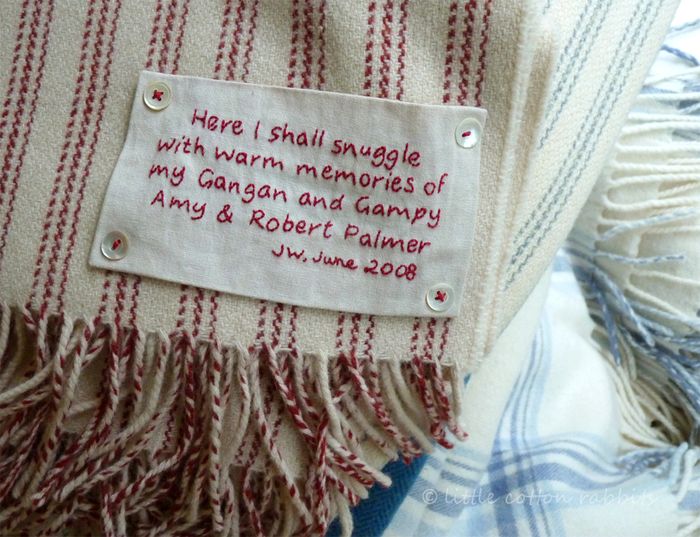 Here I shall snuggle
with warm memories of
my Gangan and Gampy
Amy & Robert Palmer
JW. June 2008
© little cotton rabbits